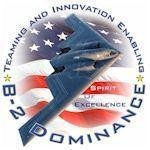 TEAMING AND INNOVATION ENABLING
SPIRIT
OF
EXCELLENCE
B-2 DOMINANCE